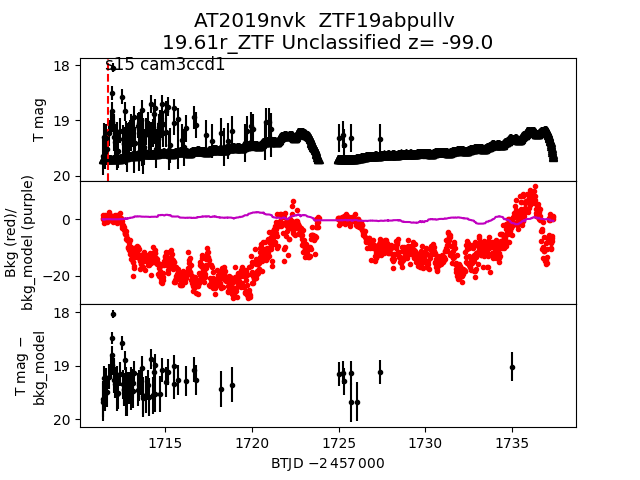 AT2019nvk  ZTF19abpullv
19.61r_ZTF Unclassified z= -99.0
s15 cam3ccd1
18
19
20
T mag
0
−20
Bkg (red)/
bkg_model (purple)
18
19
20
T mag −
bkg_model
1715 1720 1725 1730 1735
BTJD −2 457 000